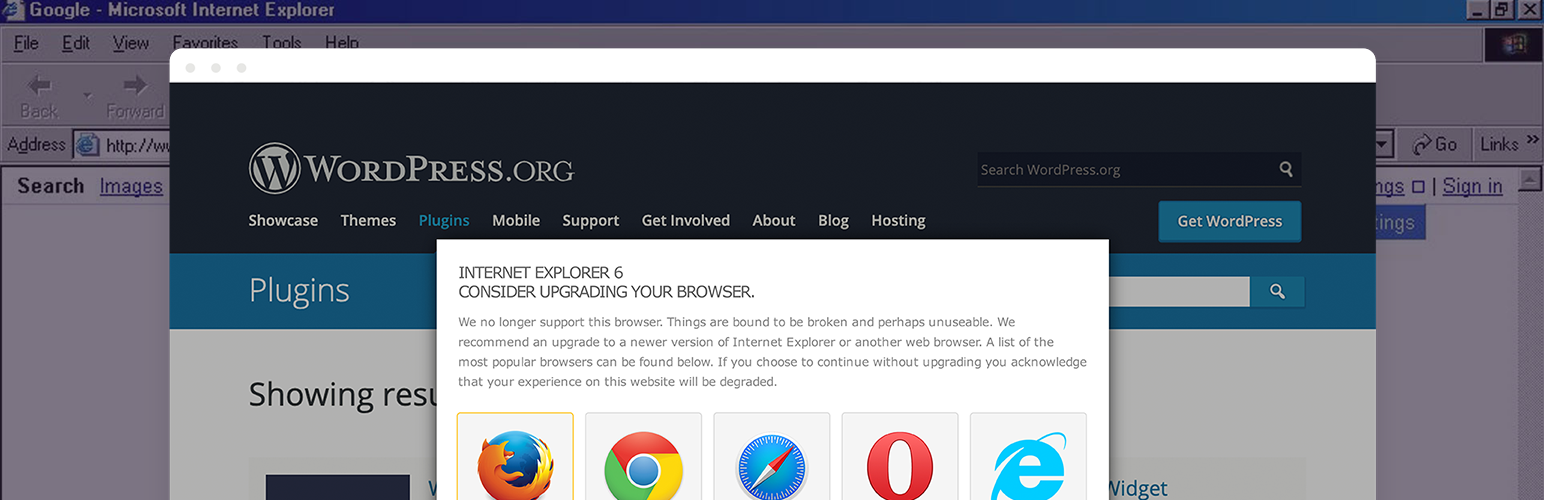 Google - Microsoft Internet Explorer
File Edit View Favorites Tools Help
Back Forward
Address http://w
Go Links »
Search Images
Sign in
WORDPRESS.ORG
Search WordPress.org
Showcase Themes Plugins Mobile Support Get Involved About Blog Hosting
Get WordPress
Plugins
INTERNET EXPLORER 6
CONSIDER UPGRADING YOUR BROWSER.
We no longer support this browser. Things are bound to be broken and perhaps unuseable. We
recommend an upgrade to a newer version of Internet Explorer or another web browser. A list of the
most popular browsers can be found below. If you choose to continue without upgrading you acknowledge
that your experience on this website will be degraded.
Showing
Widget